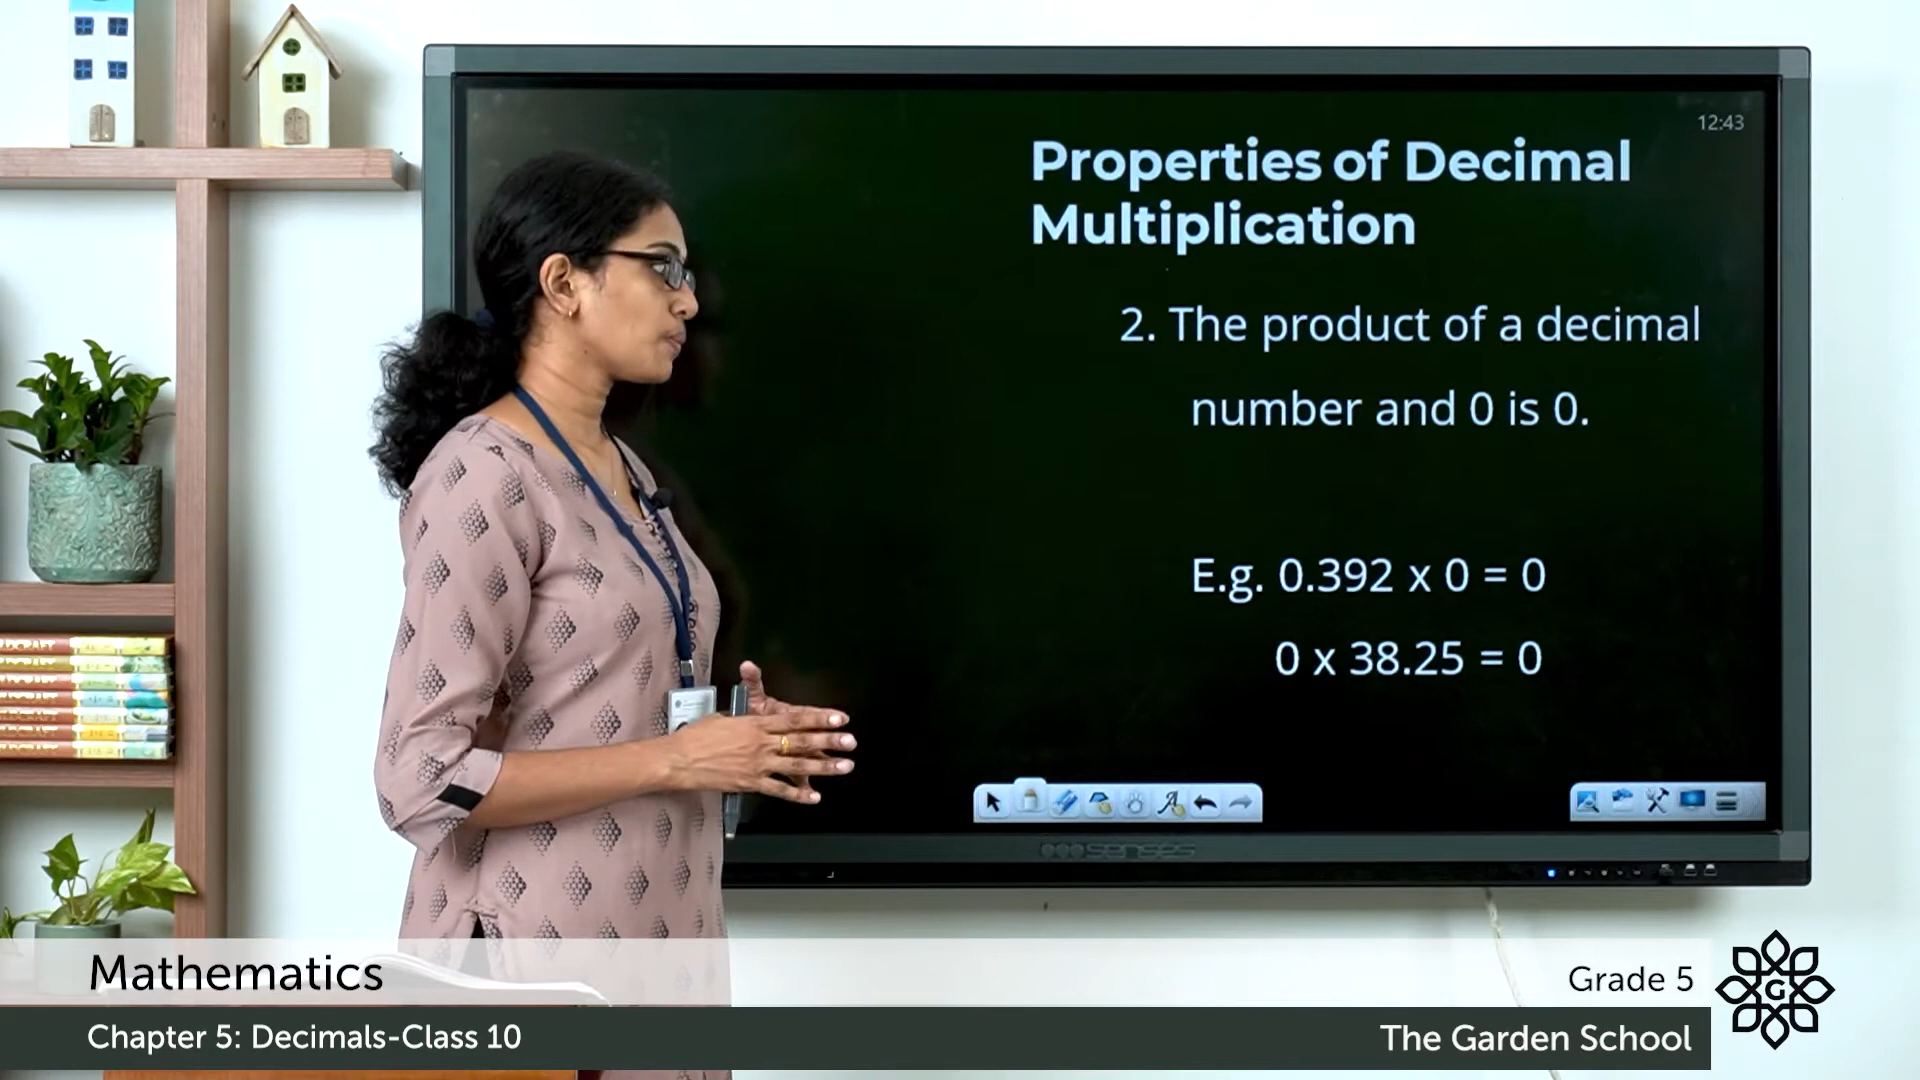 12:43
Properties of Decimal
Multiplication
2. The product of a decimal
number and 0 is 0.
E.g. 0.392 x 0 = 0
0 x 38.25 = 0
senses
Mathematics
Grade 5
G
Chapter 5: Decimals-Class 10
The Garden School